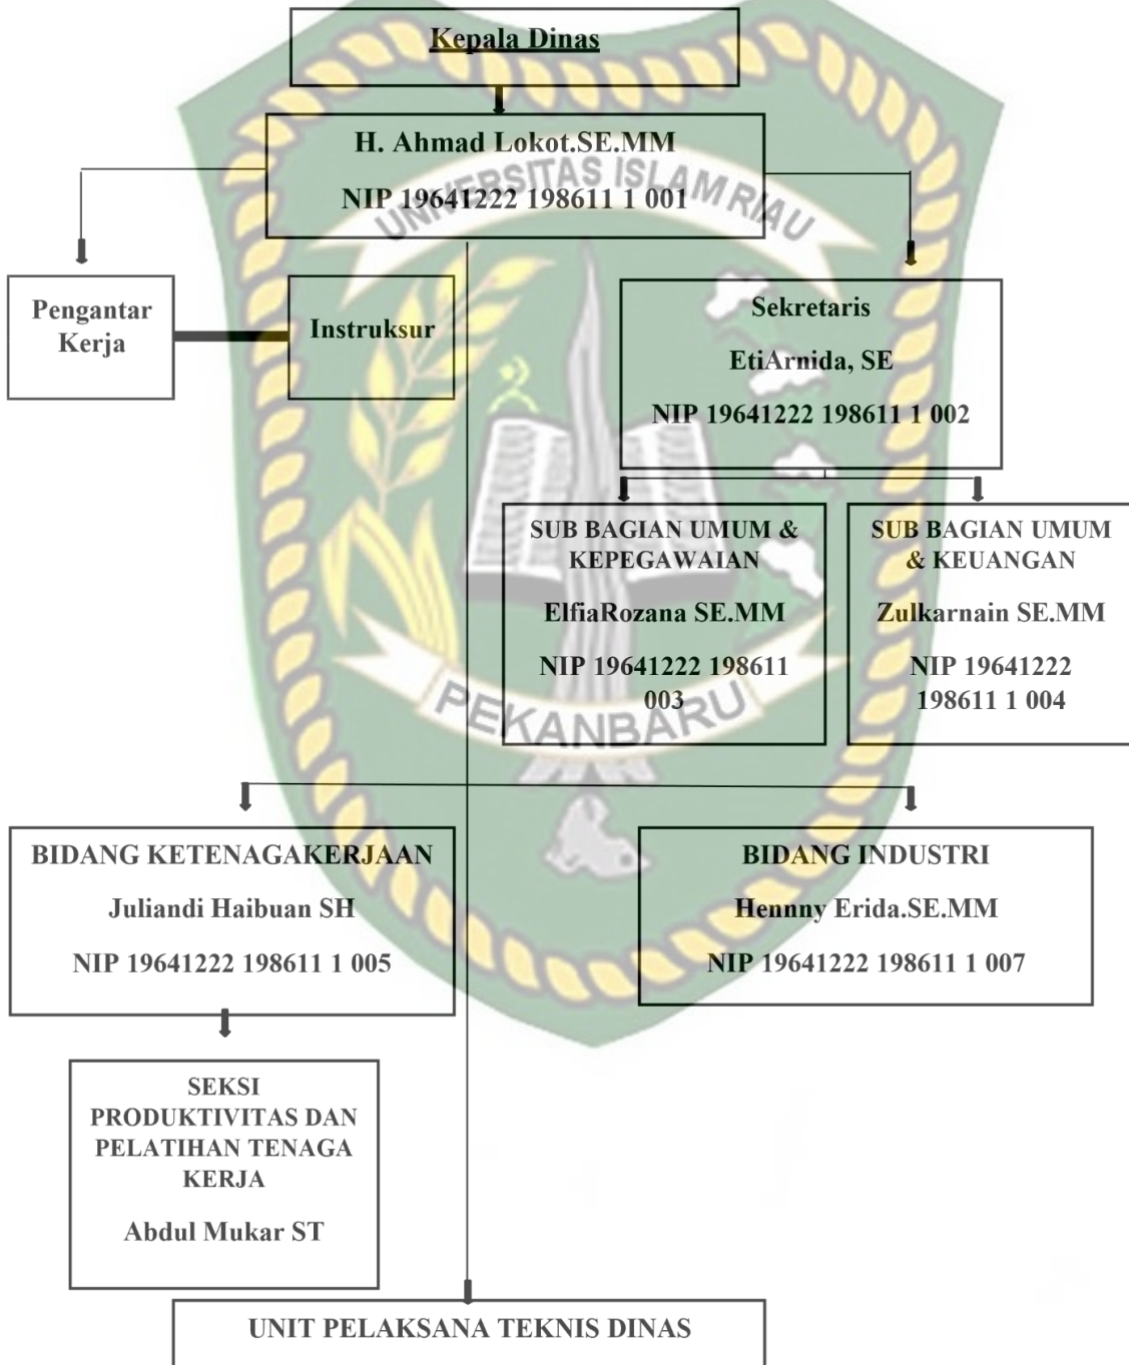 Kepala Dinas
H. Ahmad Lokot.SE.MM
NIP 19641222 198611 1 001
UNIVERSITAS ISLAM RIAU
Pengantar
Kerja
Instruksur
Sekretaris
EtiArnida, SE
NIP 19641222 198611 1 002
SUB BAGIAN UMUM &
KEPEGAWAIAN
ElfiaRozana SE.MM
NIP 19641222 198611
003
SUB BAGIAN UMUM
& KEUANGAN
Zulkarnain SE.MM
NIP 19641222
198611 1 004
PEKANBARU
BIDANG KETENAGAKERJAAN
Juliandi Haibuan SH
NIP 19641222 198611 1 005
BIDANG INDUSTRI
Hennny Erida.SE.MM
NIP 19641222 198611 1 007
SEKSI
PRODUKTIVITAS DAN
PELATIHAN TENAGA
KERJA
Abdul Mukar ST
UNIT PELAKSANA TEKNIS DINAS